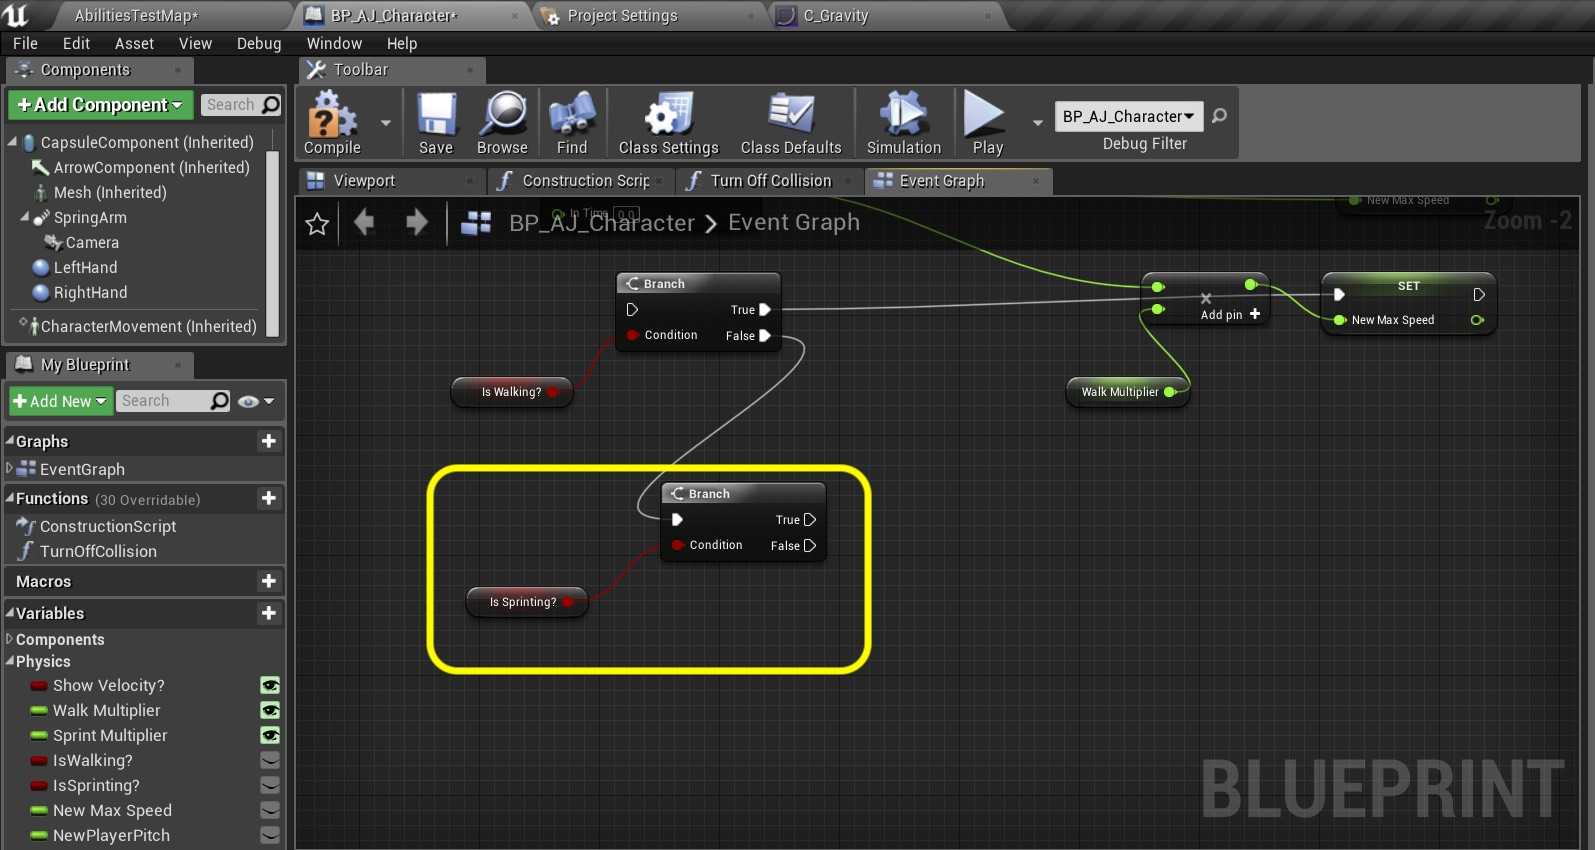 AbilitiesTestMap*
BP_AJ_Character*
Project Settings
C_Gravity
File Edit Asset View Debug Window Help
Components
Toolbar
+Add Component
Search
Compile
Save
Browse
Find
Class Settings
Class Defaults
Simulation
Play
BP_AJ_Character
Debug Filter
CapsuleComponent (Inherited)
ArrowComponent (Inherited)
Mesh (Inherited)
SpringArm
Camera
LeftHand
RightHand
CharacterMovement (Inherited)
Viewport
Construction Scrip
Turn Off Collision
Event Graph
In Time 0.0
BP_AJ_Character > Event Graph
New Max Speed
Zoom -2
Branch
True
Condition
False
Is Walking?
Add pin +
SET
New Max Speed
Walk Multiplier
Branch
True
Condition
False
Is Sprinting?
BLUEPRINT
My Blueprint
+Add New
Search
Graphs
EventGraph
Functions (30 Overridable)
ConstructionScript
TurnOffCollision
Macros
Variables
Components
Physics
Show Velocity?
Walk Multiplier
Sprint Multiplier
IsWalking?
IsSprinting?
New Max Speed
NewPlayerPitch